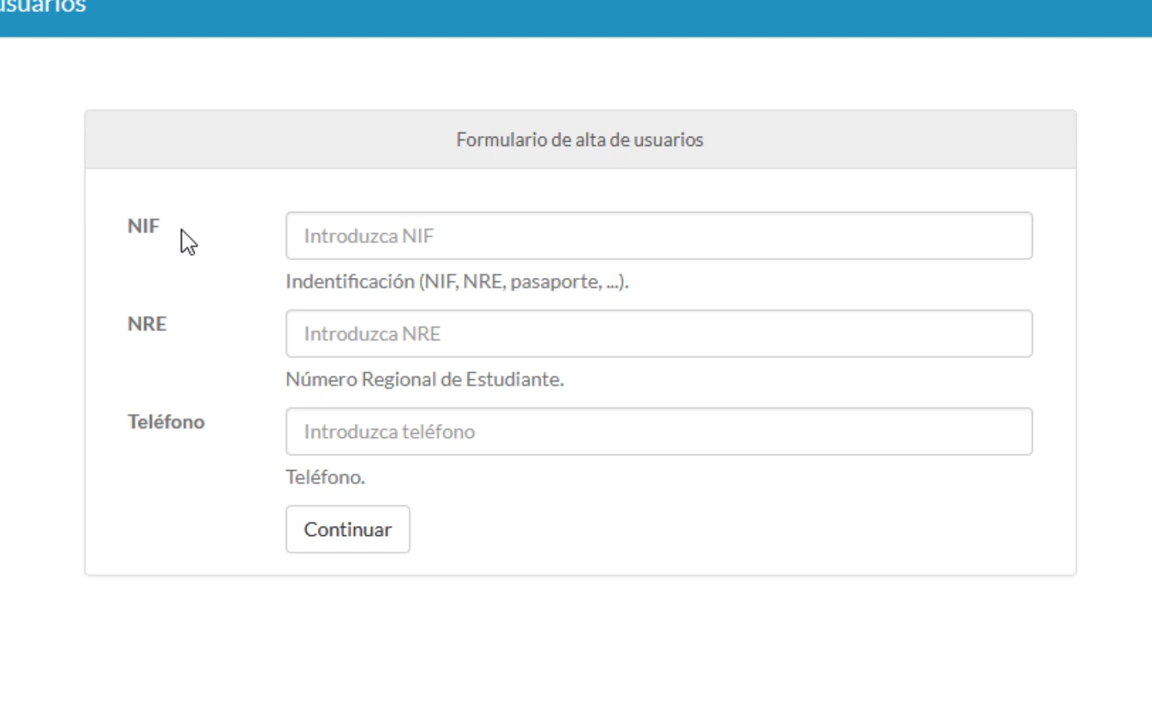 usuarios
Formulario de alta de usuarios
NIF
Introduzca NIF
Indentificación (NIF, NRE, pasaporte, ...).
NRE
Introduzca NRE
Número Regional de Estudiante.
Teléfono
Introduzca teléfono
Teléfono.
Continuar